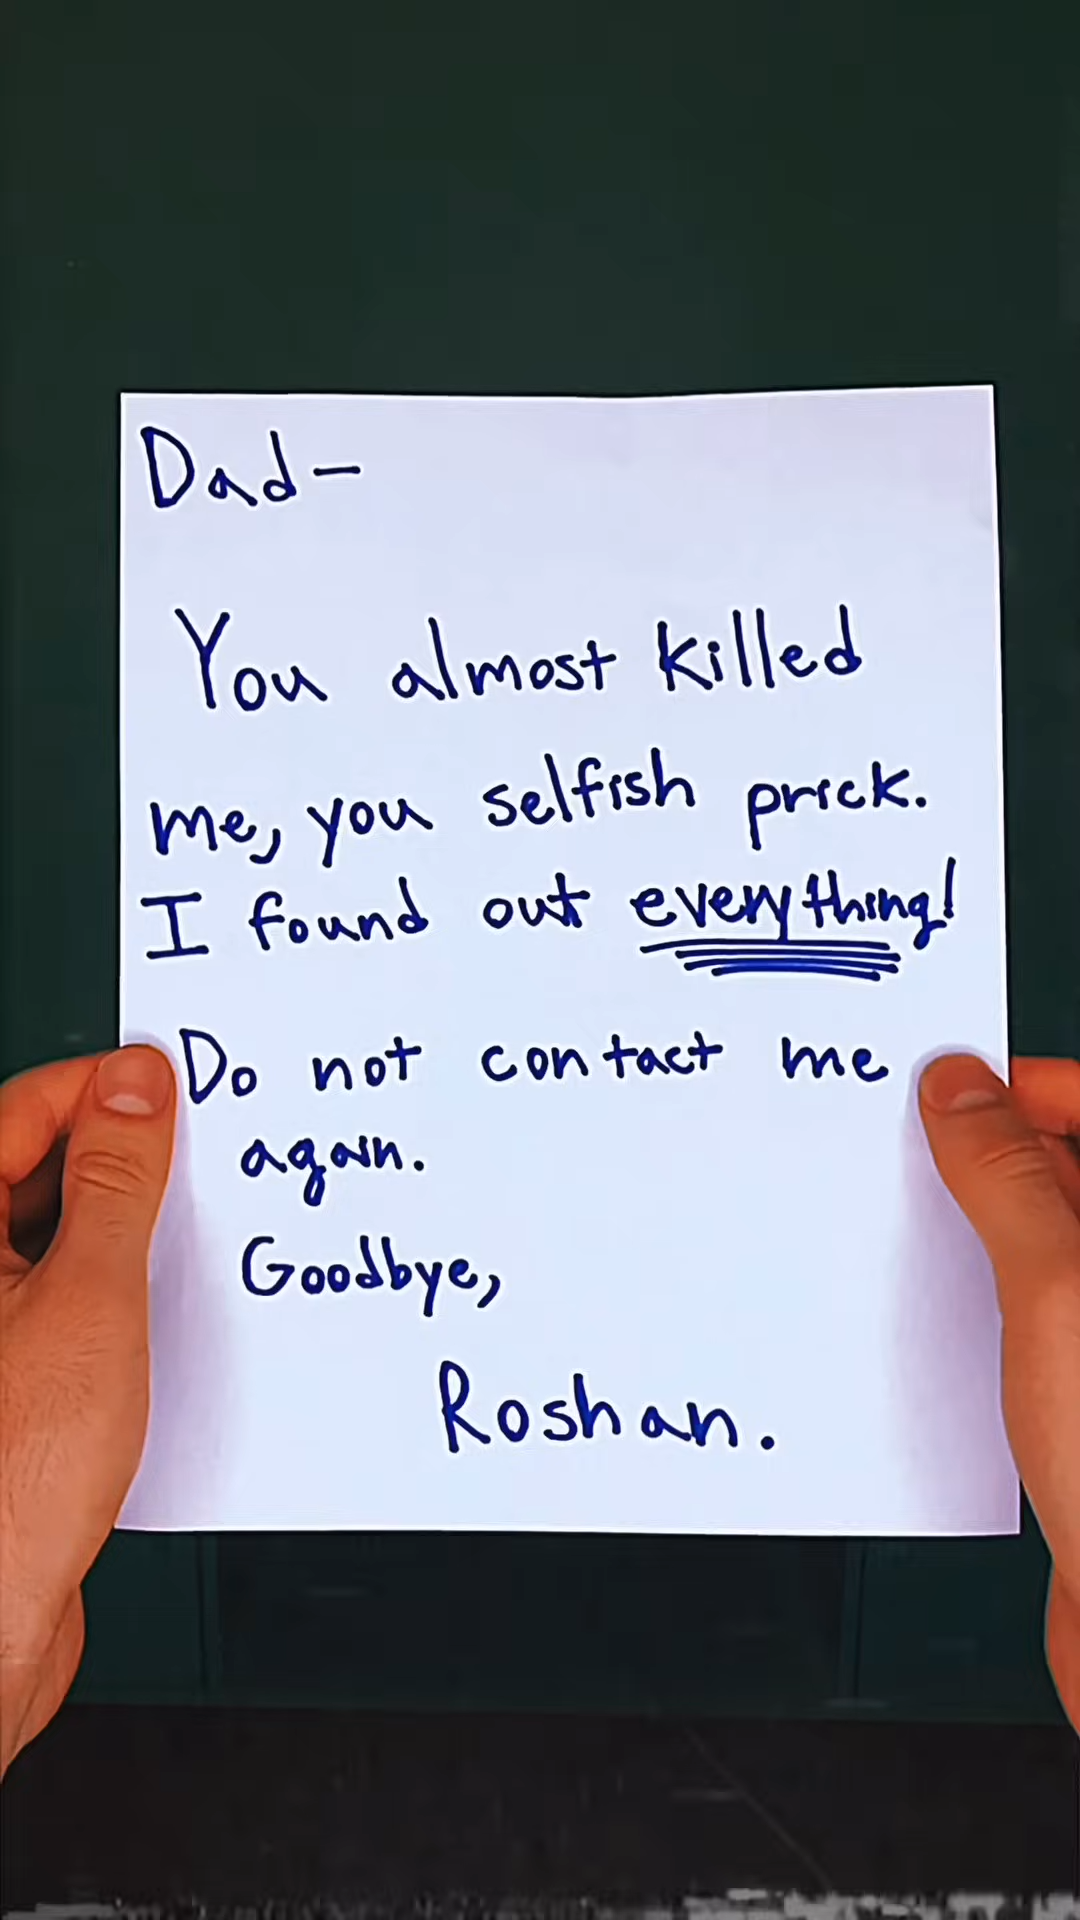 Dad-
You almost killed
me, you selfish prick.
I found out everything!
Do not contact me
again.
Goodbye,
Roshan.